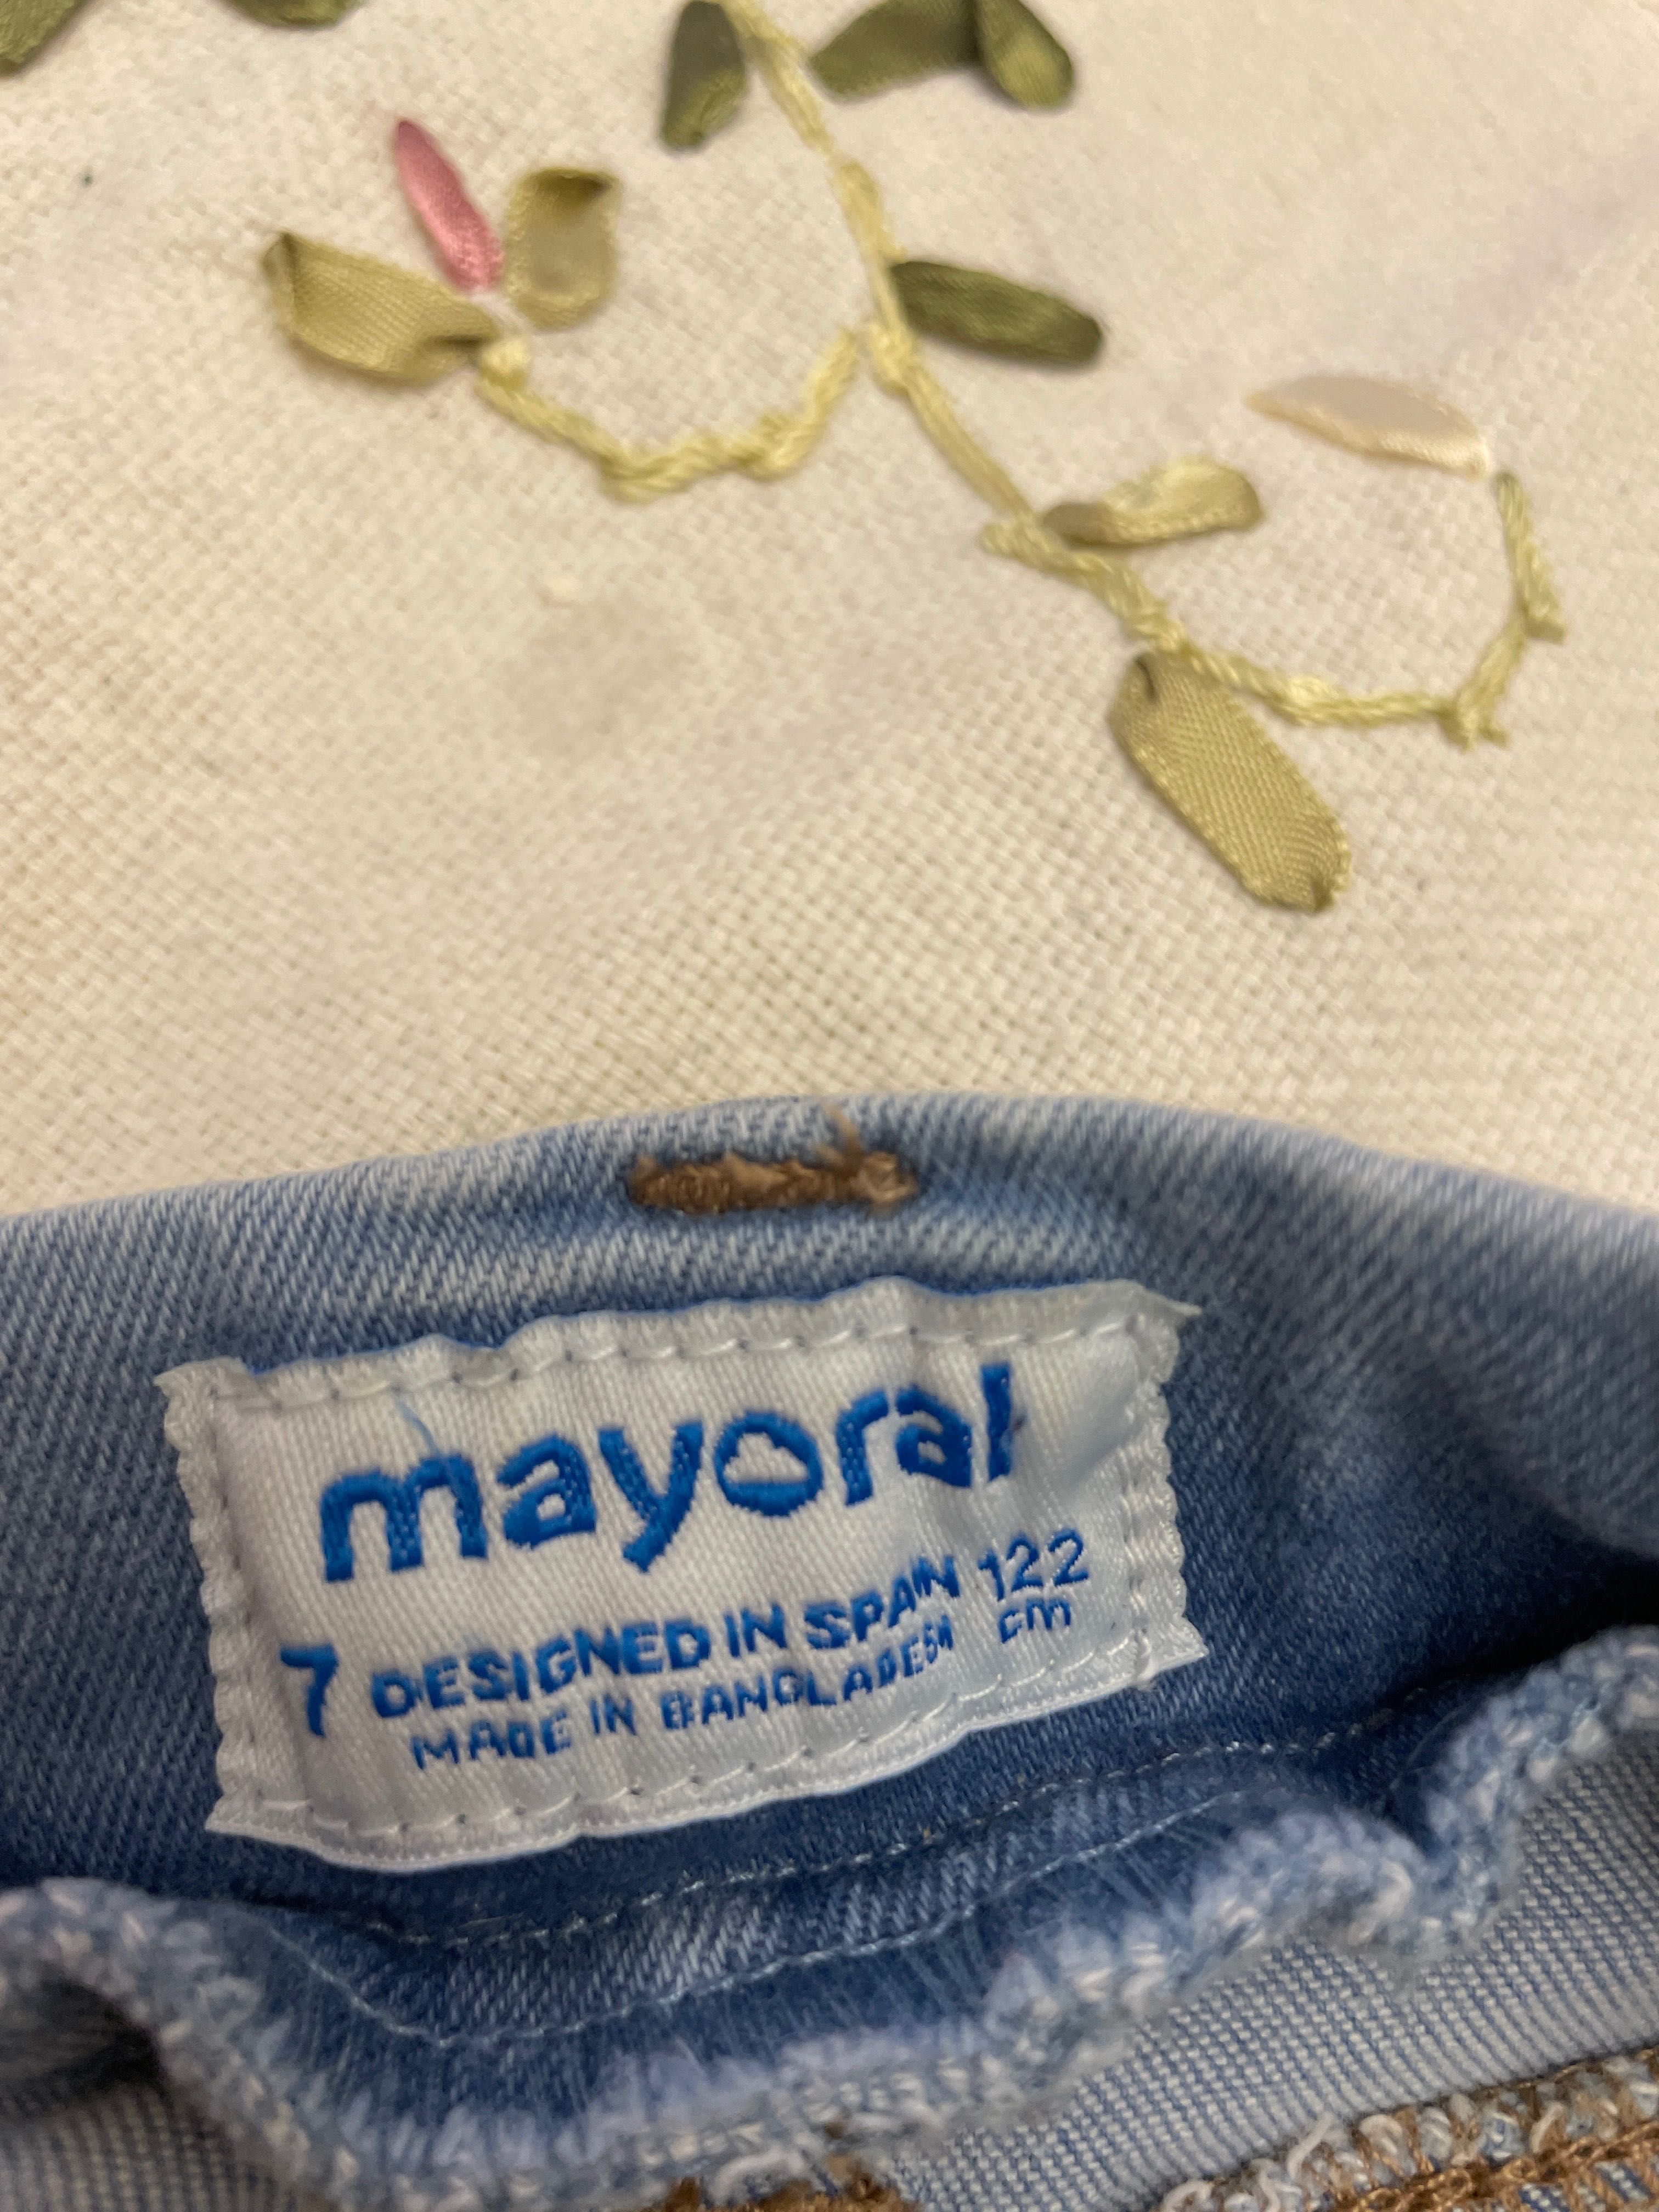 mayoral
7 DESIGNED IN SPAIN 122
MADE IN BANGLADESH cm